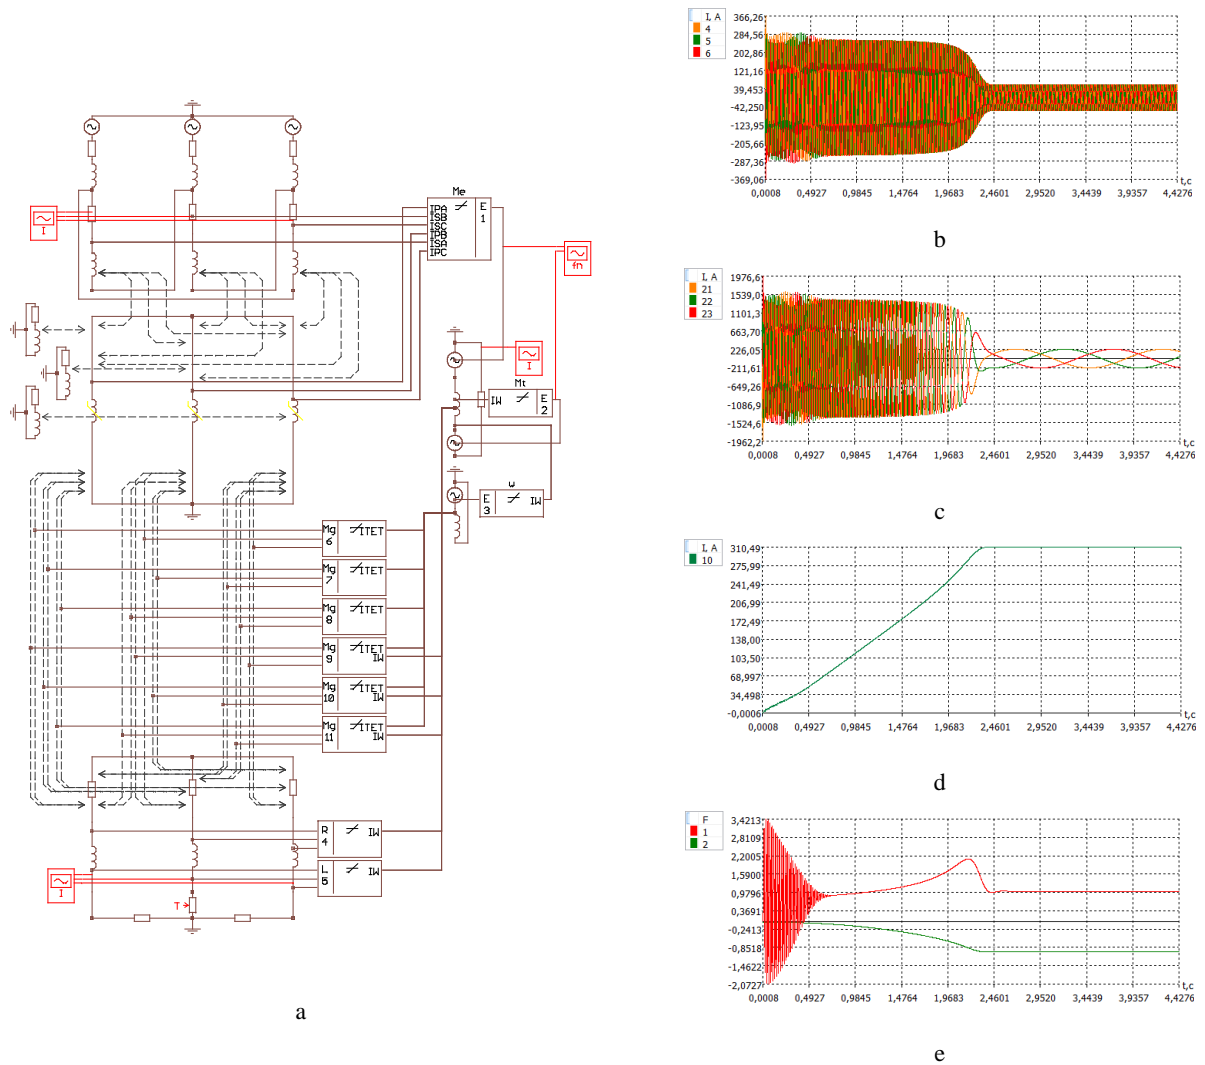 Me
IPA
ISB
ISC
IPB
ISA
IPC
E
1
I
fn
I
Mt
IW
E
2
w
E
3
IW
Mg
6
ITET
Mg
7
ITET
Mg
8
ITET
Mg
9
ITET
IW
Mg
10
ITET
IW
Mg
11
ITET
IW
R
4
IW
L
5
IW
I
T
a
I, A
4
5
6
366,26
284,56
202,86
121,16
39,453
-42,250
-123,95
-205,66
-287,36
-369,06
t,c
0,0008 0,4927 0,9845 1,4764 1,9683 2,4601 2,9520 3,4439 3,9357 4,4276
b
I, A
21
22
23
1976,6
1539,0
1101,3
663,70
226,05
-211,61
-649,26
-1086,9
-1524,6
-1962,2
t,c
0,0008 0,4927 0,9845 1,4764 1,9683 2,4601 2,9520 3,4439 3,9357 4,4276
c
I, A
10
310,49
275,99
241,49
206,99
172,49
138,00
103,50
68,997
34,498
-0,0006
t,c
0,0008 0,4927 0,9845 1,4764 1,9683 2,4601 2,9520 3,4439 3,9357 4,4276
d
F
1
2
3,4213
2,8109
2,2005
1,5900
0,9796
0,3691
-0,2413
-0,8518
-1,4622
-2,0727
t,c
0,0008 0,4927 0,9845 1,4764 1,9683 2,4601 2,9520 3,4439 3,9357 4,4276
e